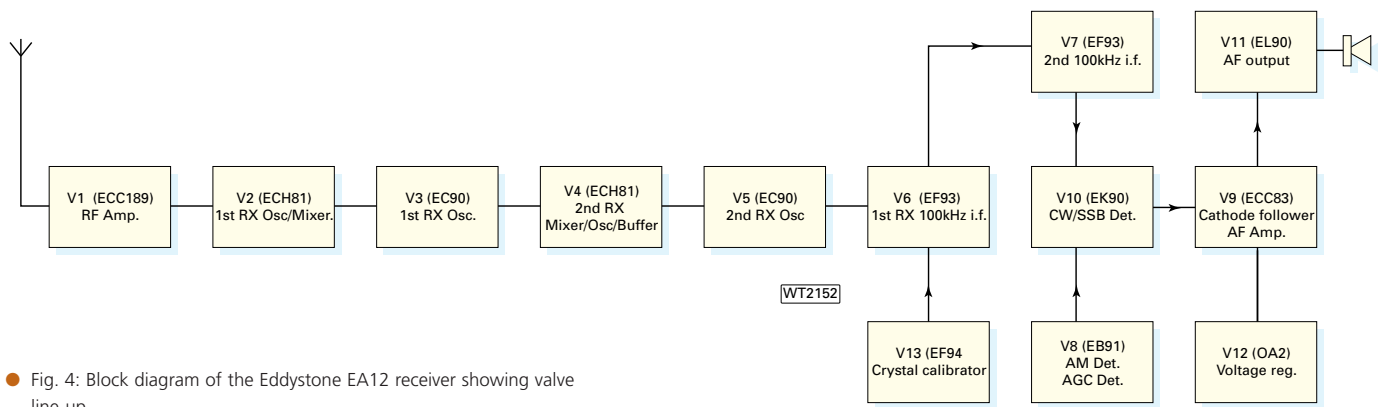 V7 (EF93)
2nd 100kHz i.f.
V11 (EL90)
AF output
V1 (ECC189)
RF Amp.
V2 (ECH81)
1st RX Osc/Mixer.
V3 (EC90)
1st RX Osc.
V4 (ECH81)
2nd RX
Mixer/Osc/Buffer
V5 (EC90)
2nd RX Osc
V6 (EF93)
1st RX 100kHz i.f.
V10 (EK90)
CW/SSB Det.
V9 (ECC83)
Cathode follower
AF Amp.
WT2152
V13 (EF94
Crystal calibrator
V8 (EB91)
AM Det.
AGC Det.
V12 (OA2)
Voltage reg.
Fig. 4: Block diagram of the Eddystone EA12 receiver showing valve
line-up